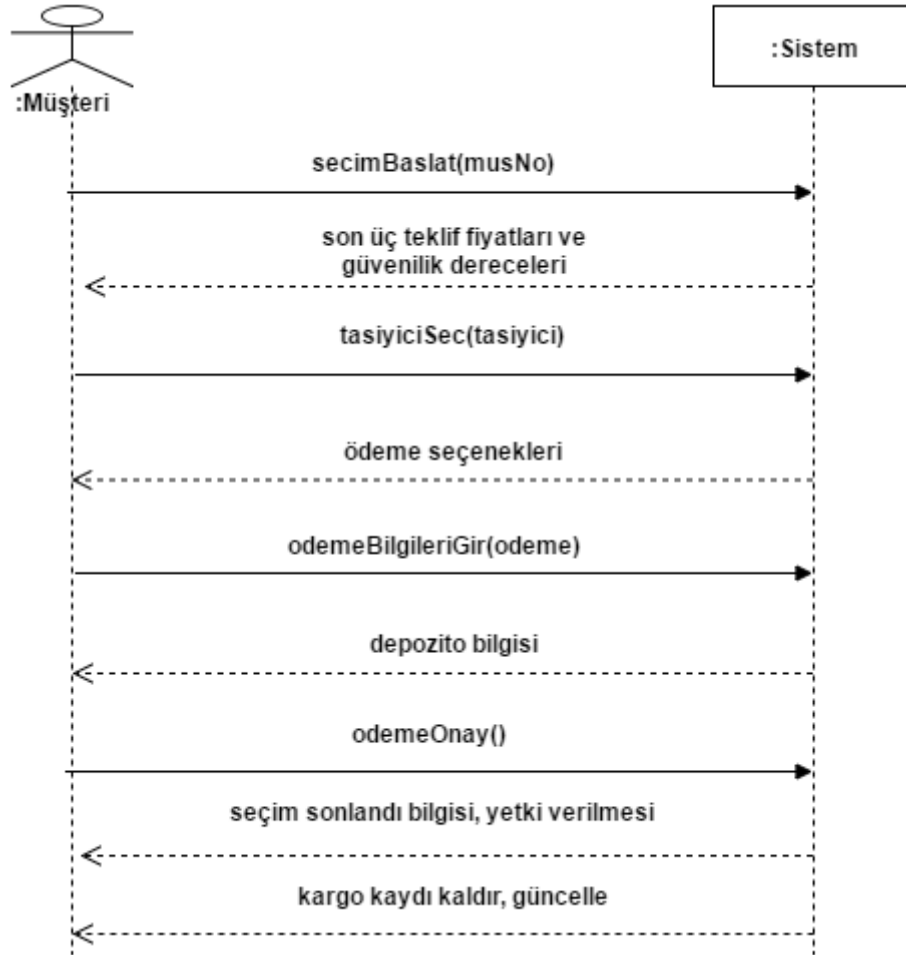 :Müşteri
:Sistem
secimBaslat(musNo)
son üç teklif fiyatları ve
güvenilik dereceleri
tasiyiciSec(tasiyici)
ödeme seçenekleri
odemeBilgileriGir(odeme)
depozito bilgisi
odemeOnay()
seçim sonlandı bilgisi, yetki verilmesi
kargo kaydı kaldır, güncelle